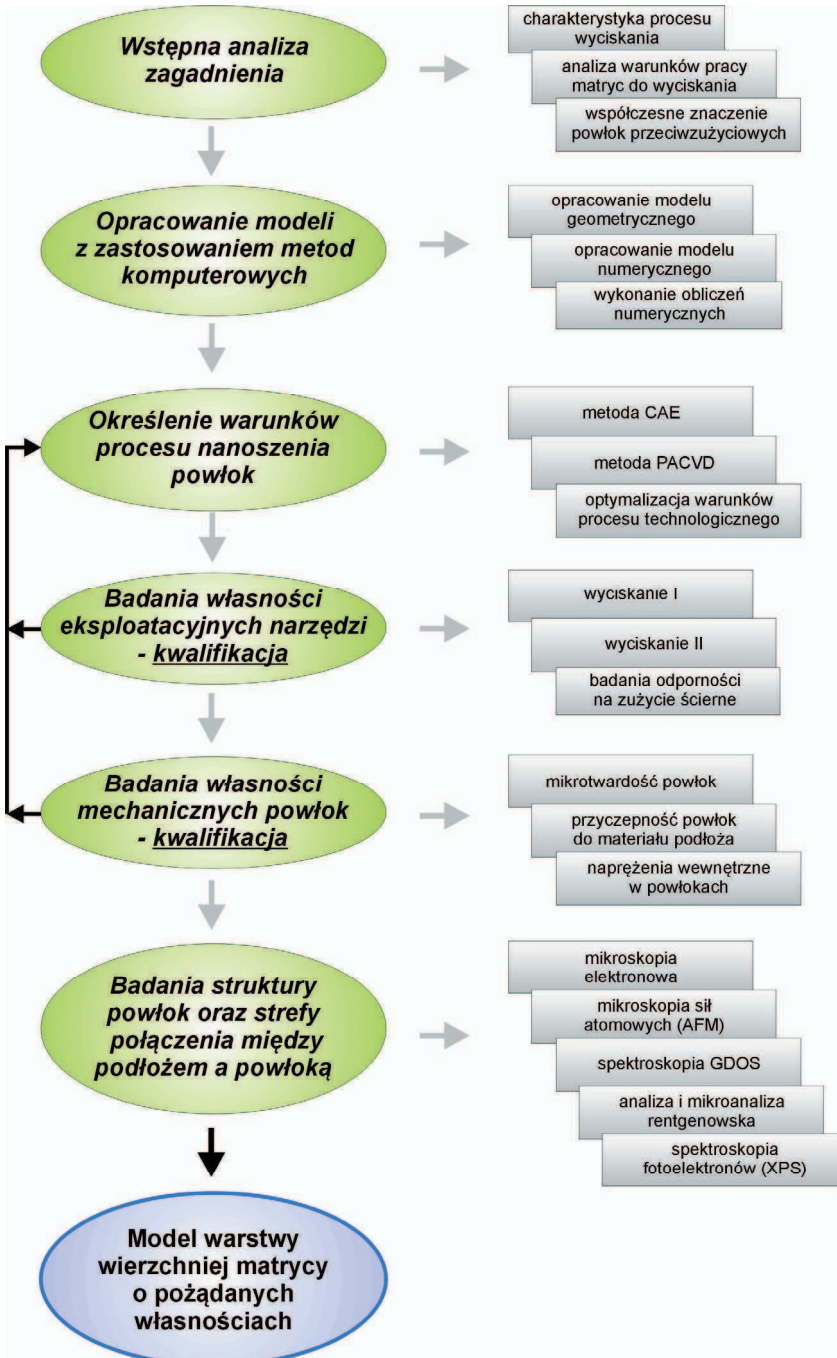 Wstępna analiza
zagadnienia
charakterystyka procesu
wyciskania
analiza warunków pracy
matryc do wyciskania
współczesne znaczenie
powłok przeciwzużyciowych
Opracowanie modeli
z zastosowaniem metod
komputerowych
opracowanie modelu
geometrycznego
opracowanie modelu
numerycznego
wykonanie obliczeń
numerycznych
Określenie warunków
procesu nanoszenia
powłok
metoda CAE
metoda PACVD
optymalizacja warunków
procesu technologicznego
Badania własności
eksploatacyjnych narzędzi
- kwalifikacja
wyciskanie I
wyciskanie II
badania odporności
na zużycie ścierne
Badania własności
mechanicznych powłok
- kwalifikacja
mikrotwardość powłok
przyczepność powłok
do materiału podłoża
naprężenia wewnętrzne
w powłokach
Badania struktury
powłok oraz strefy
połączenia między
podłożem a powłoką
mikroskopia
elektronowa
mikroskopia sił
atomowych (AFM)
spektroskopia GDOS
analiza i mikroanaliza
rentgenowska
spektroskopia
fotoelektronów (XPS)
Model warstwy
wierzchniej matrycy
o pożądanych
własnościach